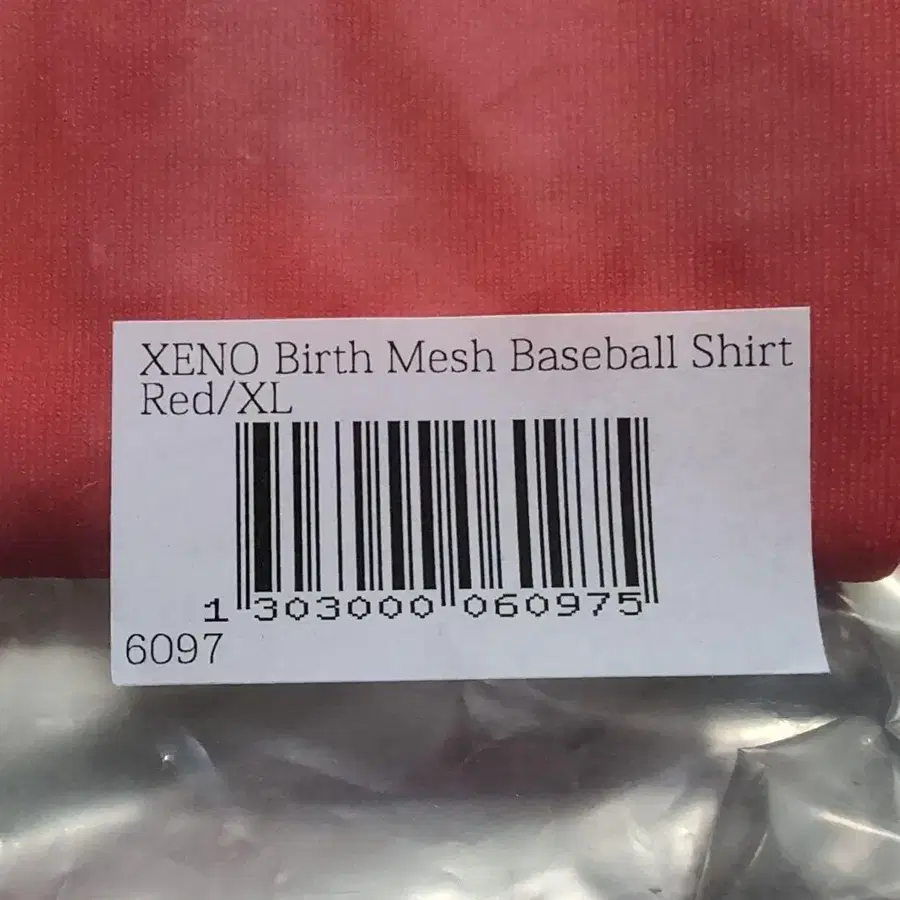 XENO Birth Mesh Baseball Shirt
Red/XL
1 303000 060975
6097